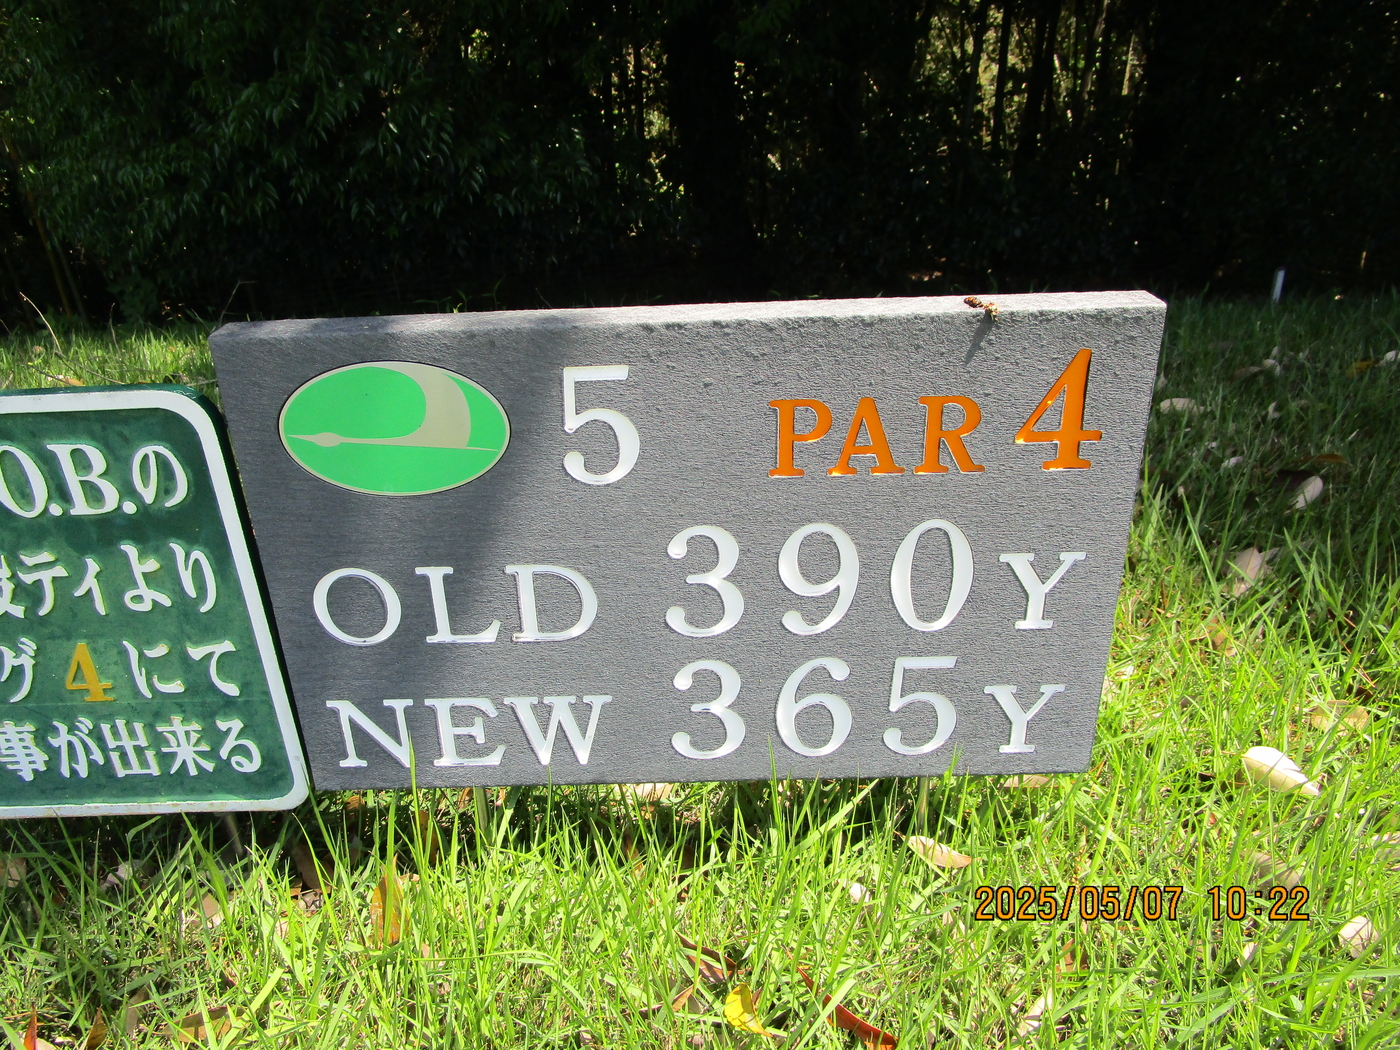 O.B.の
ティより
グ 4 にて
事が出来る
5 PAR 4
OLD 390Y
NEW 365Y
2025/05/07 10:22